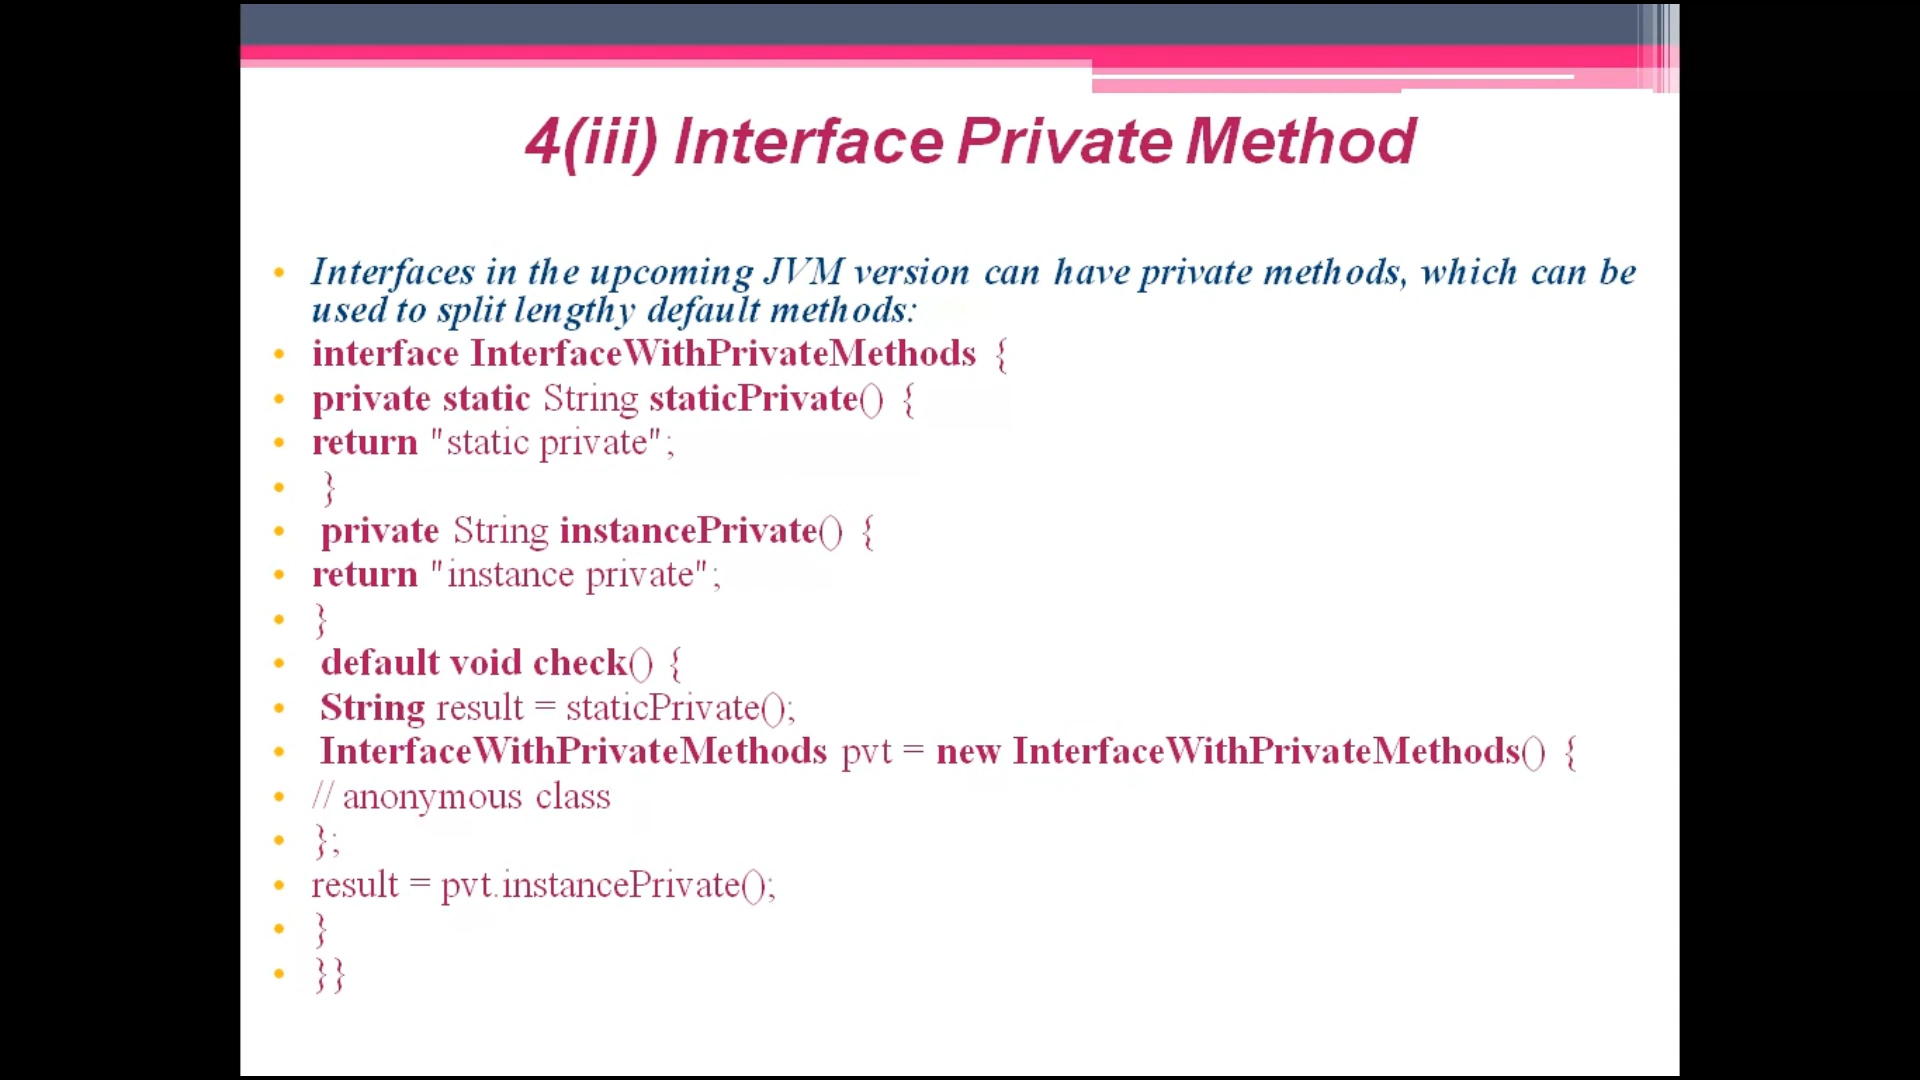 4(iii) Interface Private Method
• Interfaces in the upcoming JVM version can have private methods, which can be
used to split lengthy default methods:
• interface InterfaceWithPrivateMethods {
• private static String staticPrivate() {
• return "static private";
• }
• private String instancePrivate() {
• return "instance private";
• }
• default void check() {
• String result = staticPrivate();
• InterfaceWithPrivateMethods pvt = new InterfaceWithPrivateMethods() {
• // anonymous class
• };
• result = pvt.instancePrivate();
• }
• }}